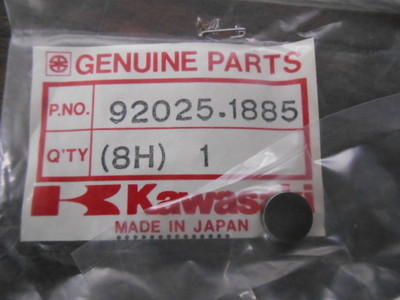 GENUINE PARTS
P.NO. 92025-1885
Q'TY (8H) 1
Kawasaki
MADE IN JAPAN